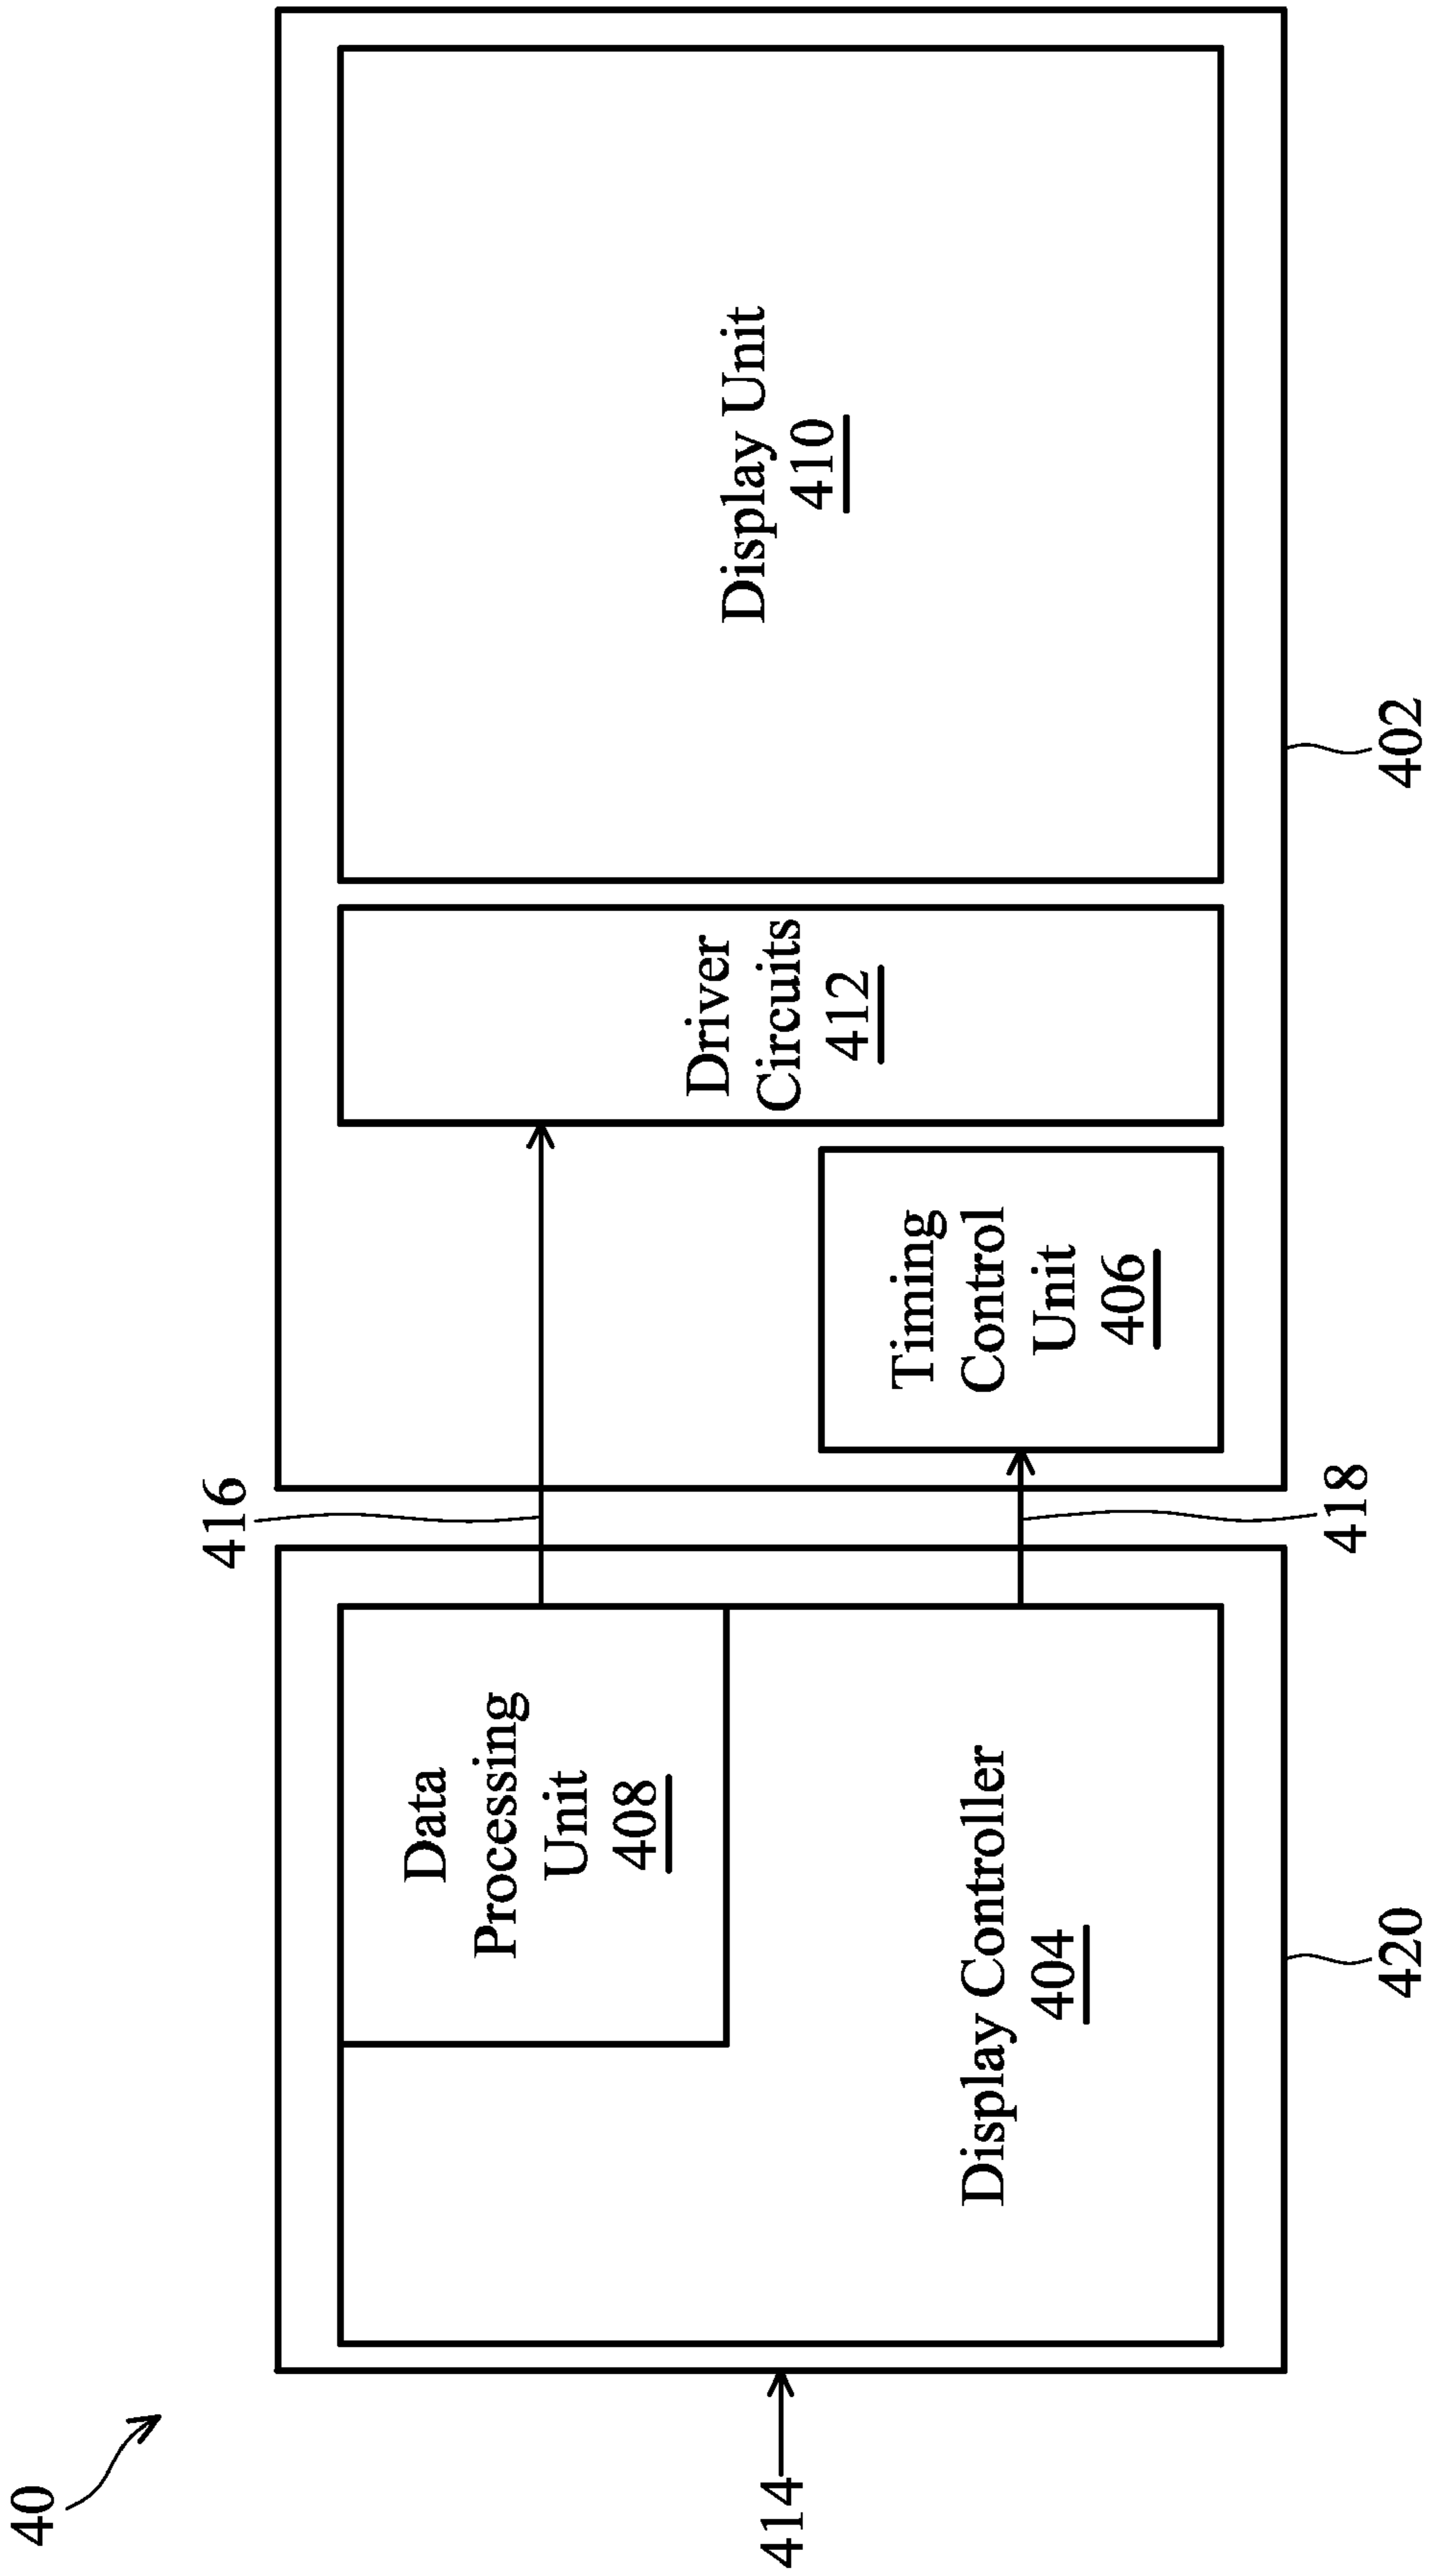 40
414
416
418
Data
Processing
Unit
408
Display Controller
404
420
Timing
Control
Unit
406
Driver
Circuits
412
Display Unit
410
402